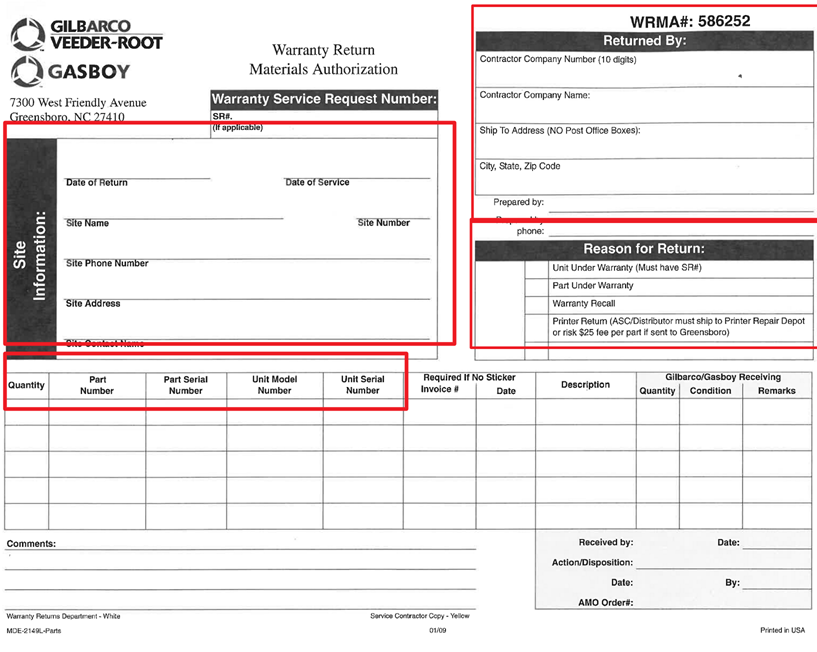 GILBARCO
VEEDER-ROOT
GASBOY
7300 West Friendly Avenue
Greensboro, NC 27410
Warranty Return
Materials Authorization
Warranty Service Request Number:
SR#.
(If applicable)
WRMA#: 586252
Returned By:
Contractor Company Number (10 digits)
Contractor Company Name:
Ship To Address (NO Post Office Boxes):
City, State, Zip Code
Prepared by:
phone:
Site
Information:
Date of Return
Date of Service
Site Name
Site Number
Site Phone Number
Site Address
Site Contact Name
Reason for Return:
Unit Under Warranty (Must have SR#)
Part Under Warranty
Warranty Recall
Printer Return (ASC/Distributor must ship to Printer Repair Depot
or risk $25 fee per part if sent to Greensboro)
Quantity
Part
Number
Part Serial
Number
Unit Model
Number
Unit Serial
Number
Required If No Sticker
Invoice #
Date
Description
Gilbarco/Gasboy Receiving
Quantity
Condition
Remarks
Comments:
Received by:
Date:
Action/Disposition:
Date:
By:
AMO Order#:
Warranty Returns Department - White
Service Contractor Copy - Yellow
MDE-2149L-Parts
01/09
Printed in USA